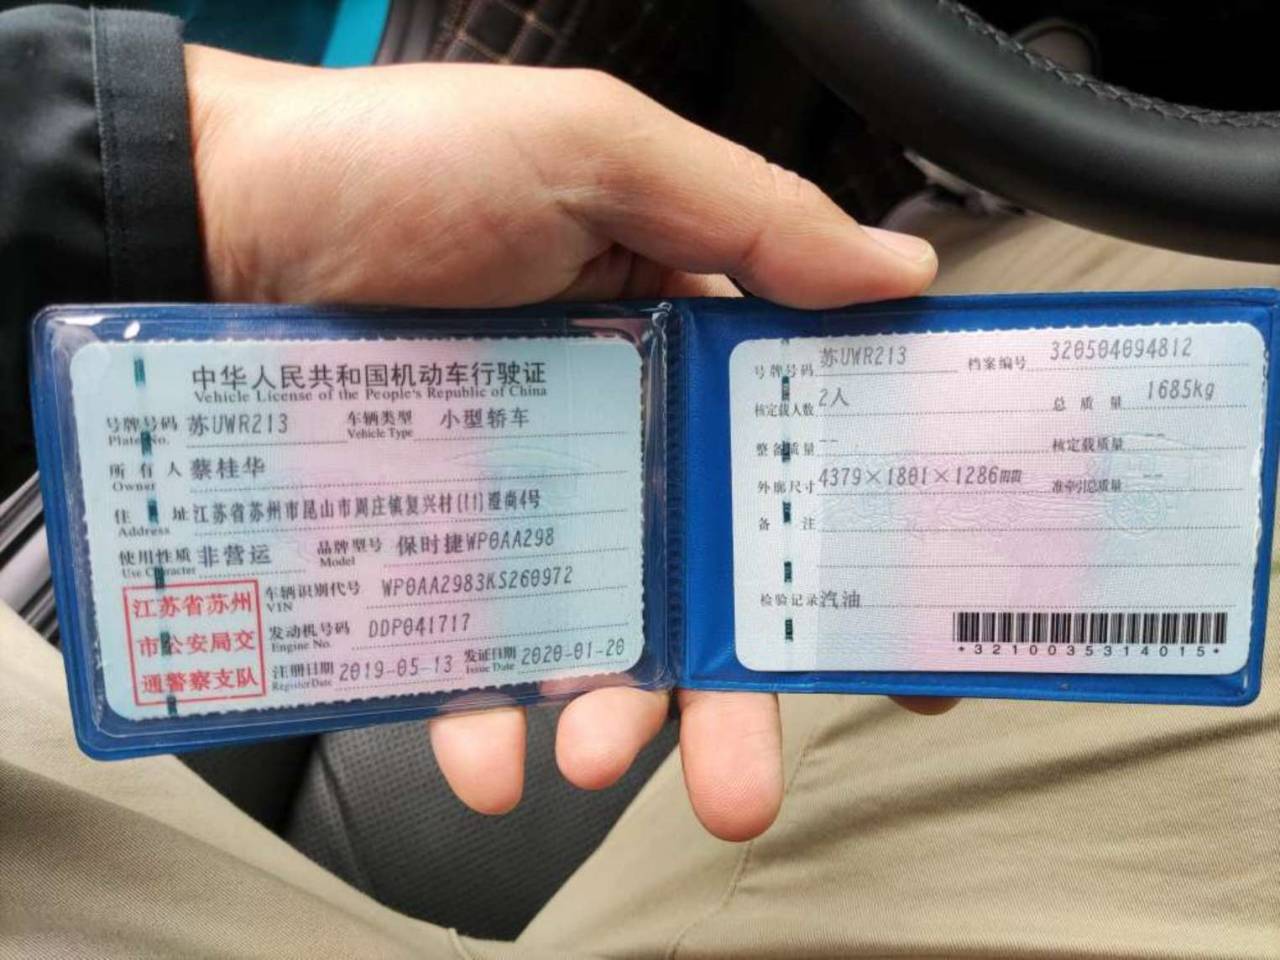 中华人民共和国机动车行驶证
Vehicle License of the People's Republic of China
号牌号码 苏UWR213 车辆类型 小型轿车
Plate No. Vehicle Type
所有人 蔡桂华
Owner
住址 江苏省苏州市昆山市周庄镇复兴村(11)港尚4号
Address
使用性质 非营运 品牌型号 保时捷WP0AA298
Use Character Model
江苏省苏州
市公安局交
通警察支队
车辆识别代号 WP0AA2983KS260972
VIN
发动机号码 DDP041717
Engine No.
注册日期 2019-05-13 发证日期 2020-01-20
Register Date Issue Date
号牌号码 苏UWR213 档案编号 320504094812
核定载人数 2人 总质量 1685kg
整备质量 -- 核定载质量 --
外廓尺寸 4379×1801×1286mm 准牵引总质量 --
备注
检验记录 汽油
*3210035314015*